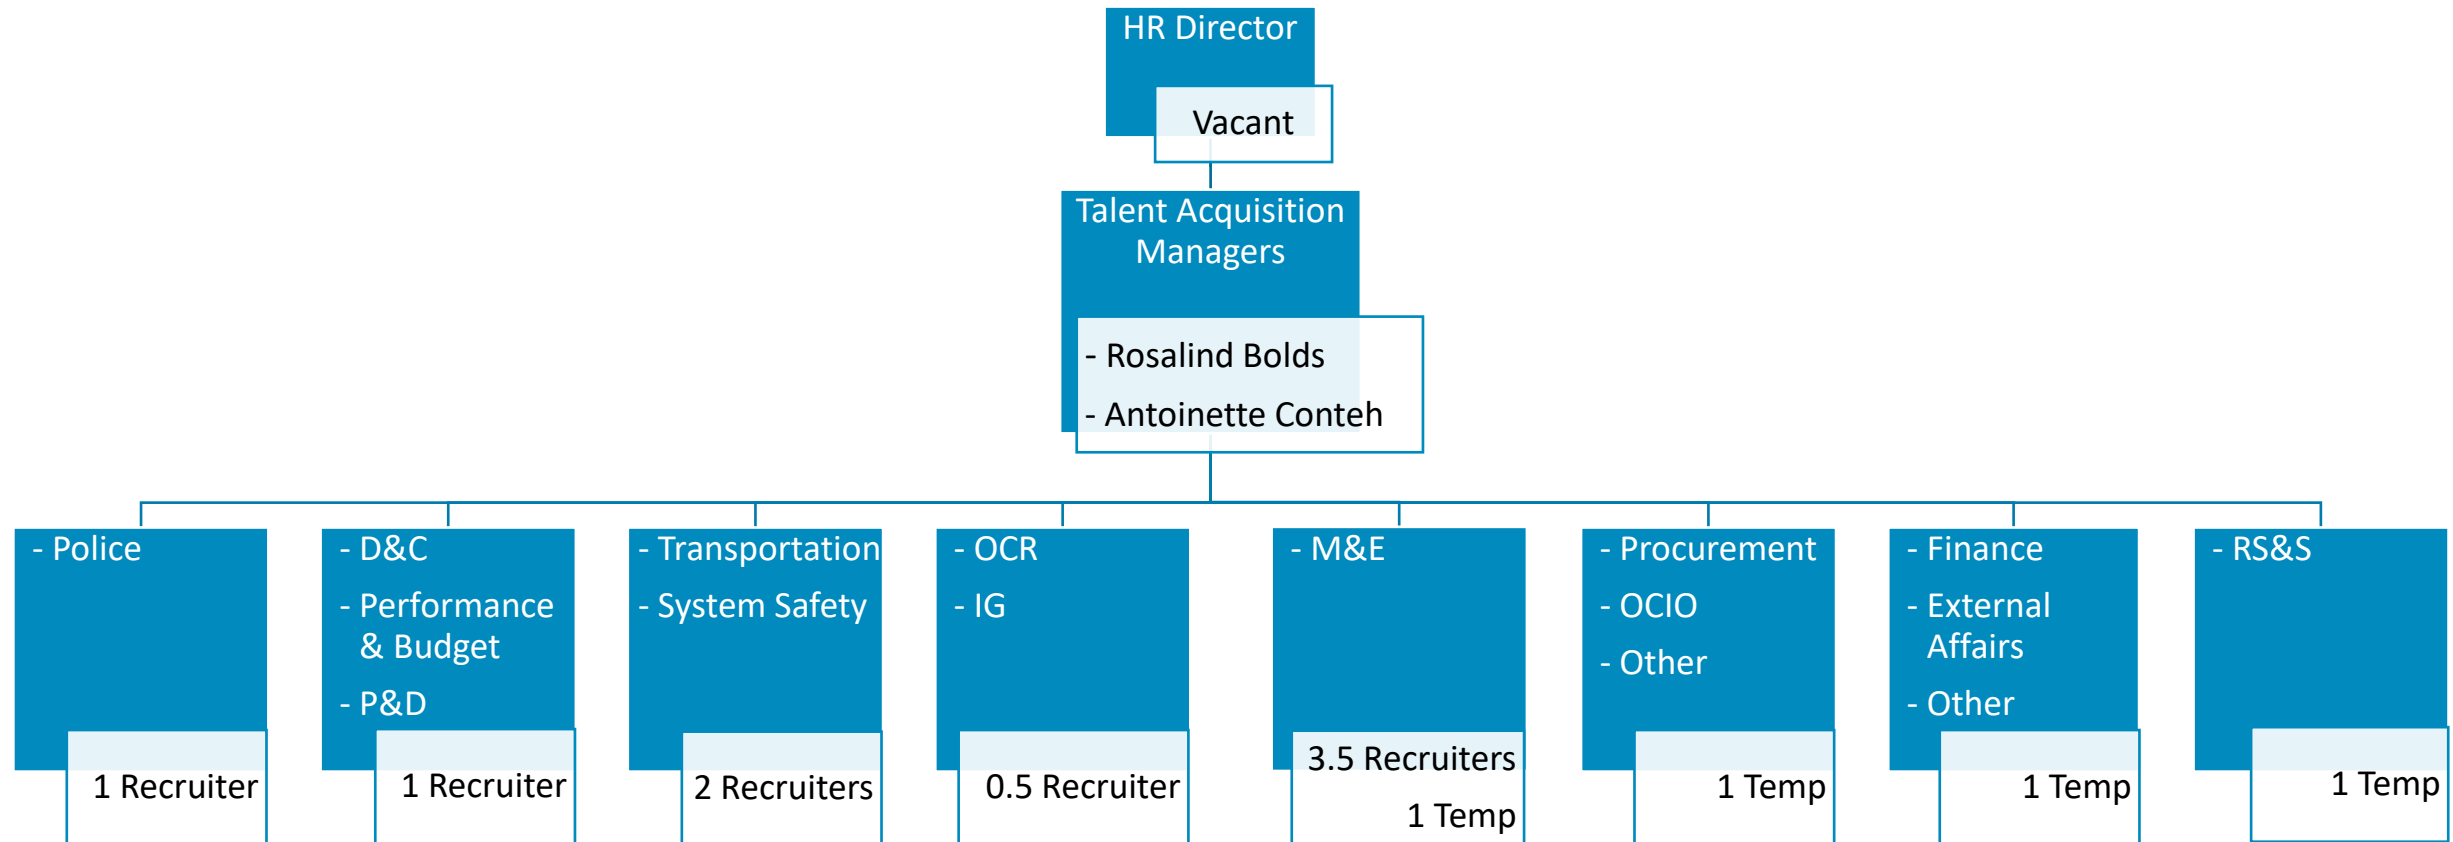 HR Director
Vacant
Talent Acquisition
Managers
- Rosalind Bolds
- Antoinette Conteh
- Police
1 Recruiter
- D&C
- Performance
& Budget
- P&D
1 Recruiter
- Transportation
- System Safety
2 Recruiters
- OCR
- IG
0.5 Recruiter
- M&E
3.5 Recruiters
1 Temp
- Procurement
- OCIO
- Other
1 Temp
- Finance
- External
Affairs
- Other
1 Temp
- RS&S
1 Temp